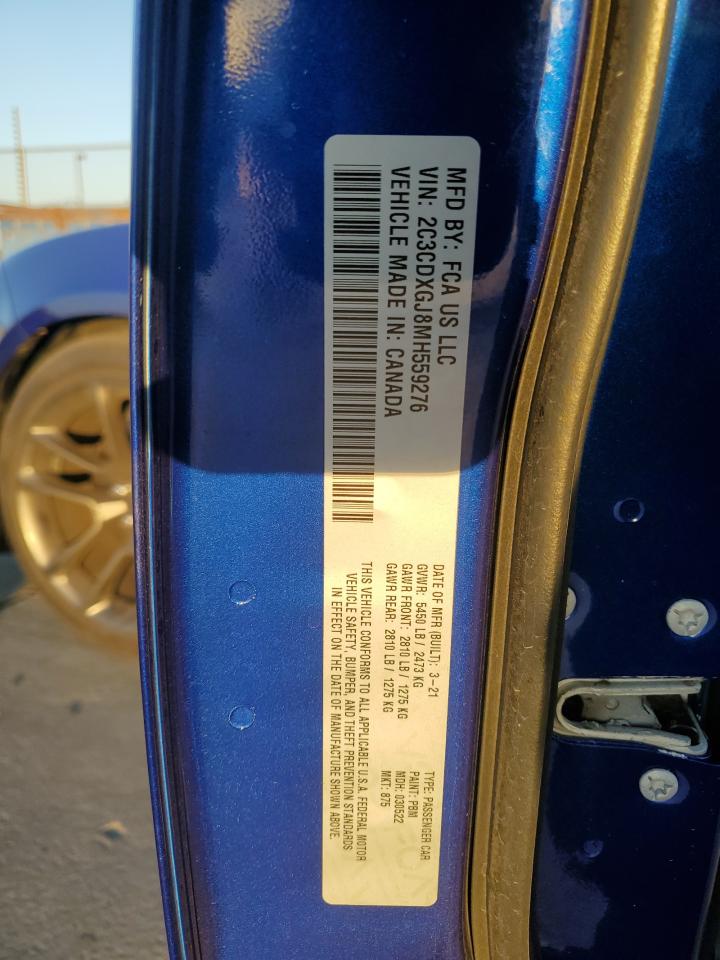 MFD BY: FCA US LLC
VIN: 2C3CDXGJ8MH559276
VEHICLE MADE IN: CANADA
DATE OF MFR (BUILT): 3-21
GVWR: 5450 LB / 2473 KG
GAWR FRONT: 2810 LB / 1275 KG
GAWR REAR: 2810 LB / 1275 KG
THIS VEHICLE CONFORMS TO ALL APPLICABLE U.S.A. FEDERAL MOTOR
VEHICLE SAFETY, BUMPER, AND THEFT PREVENTION STANDARDS
IN EFFECT ON THE DATE OF MANUFACTURE SHOWN ABOVE.
TYPE: PASSENGER CAR
PAINT: PBM
MDH: 030522
MKT: 875